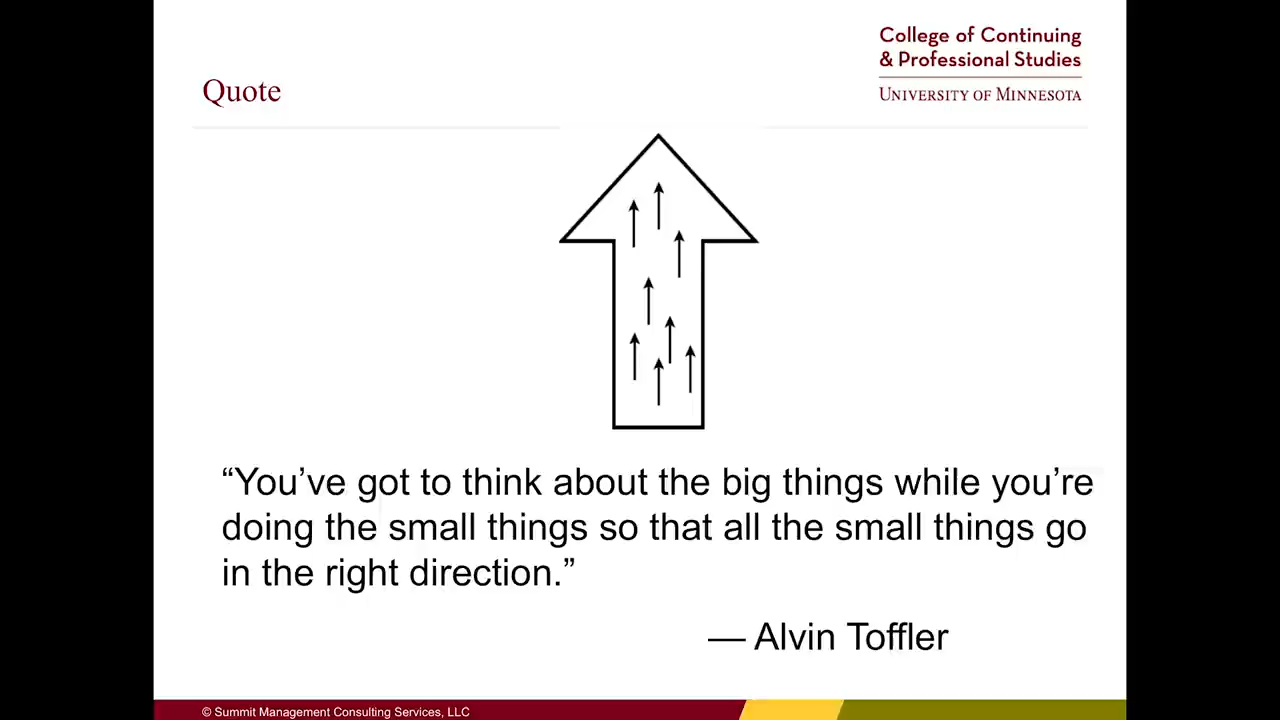 College of Continuing
& Professional Studies
UNIVERSITY OF MINNESOTA
Quote
“You’ve got to think about the big things while you’re
doing the small things so that all the small things go
in the right direction.”
— Alvin Toffler
© Summit Management Consulting Services, LLC